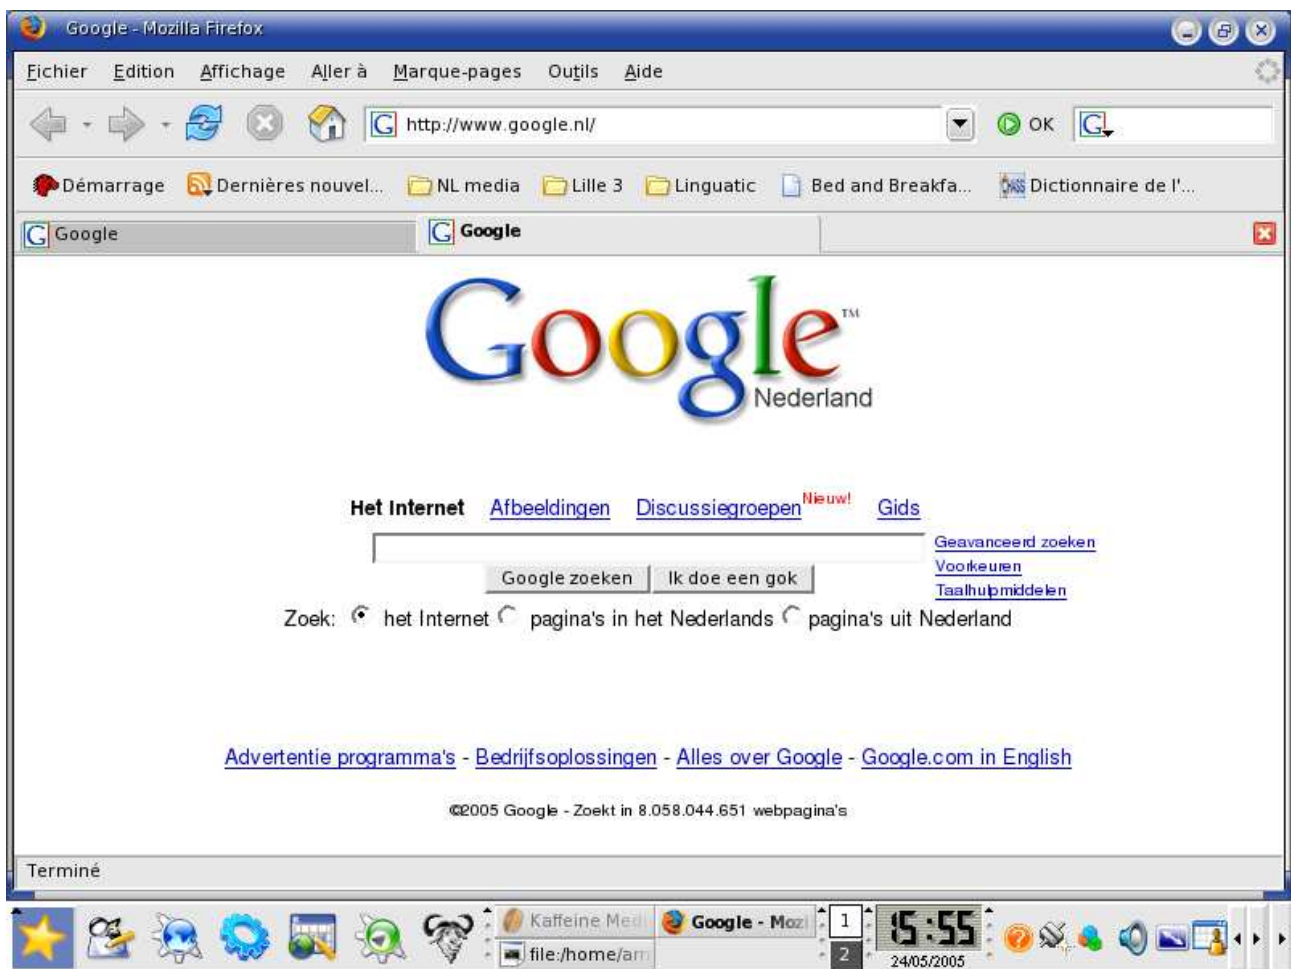 Google - Mozilla Firefox
Fichier Edition Affichage Aller à Marque-pages Outils Aide
http://www.google.nl/ OK
Démarrage Dernières nouvel... NL media Lille 3 Linguatic Bed and Breakfa... Dictionnaire de l'...
Google Google
Google™
Nederland
Het Internet Afbeeldingen Discussiegroepen Nieuw! Gids
Geavanceerd zoeken
Google zoeken Ik doe een gok Voorkeuren
Taalhulpmiddelen
Zoek: het Internet pagina's in het Nederlands pagina's uit Nederland
Advertentie programma's - Bedrijfsoplossingen - Alles over Google - Google.com in English
©2005 Google - Zoekt in 8.058.044.651 webpagina's
Terminé
Kaffeine Med Google - Mozi 1 15:55
file:/home/arn 2 24/05/2005